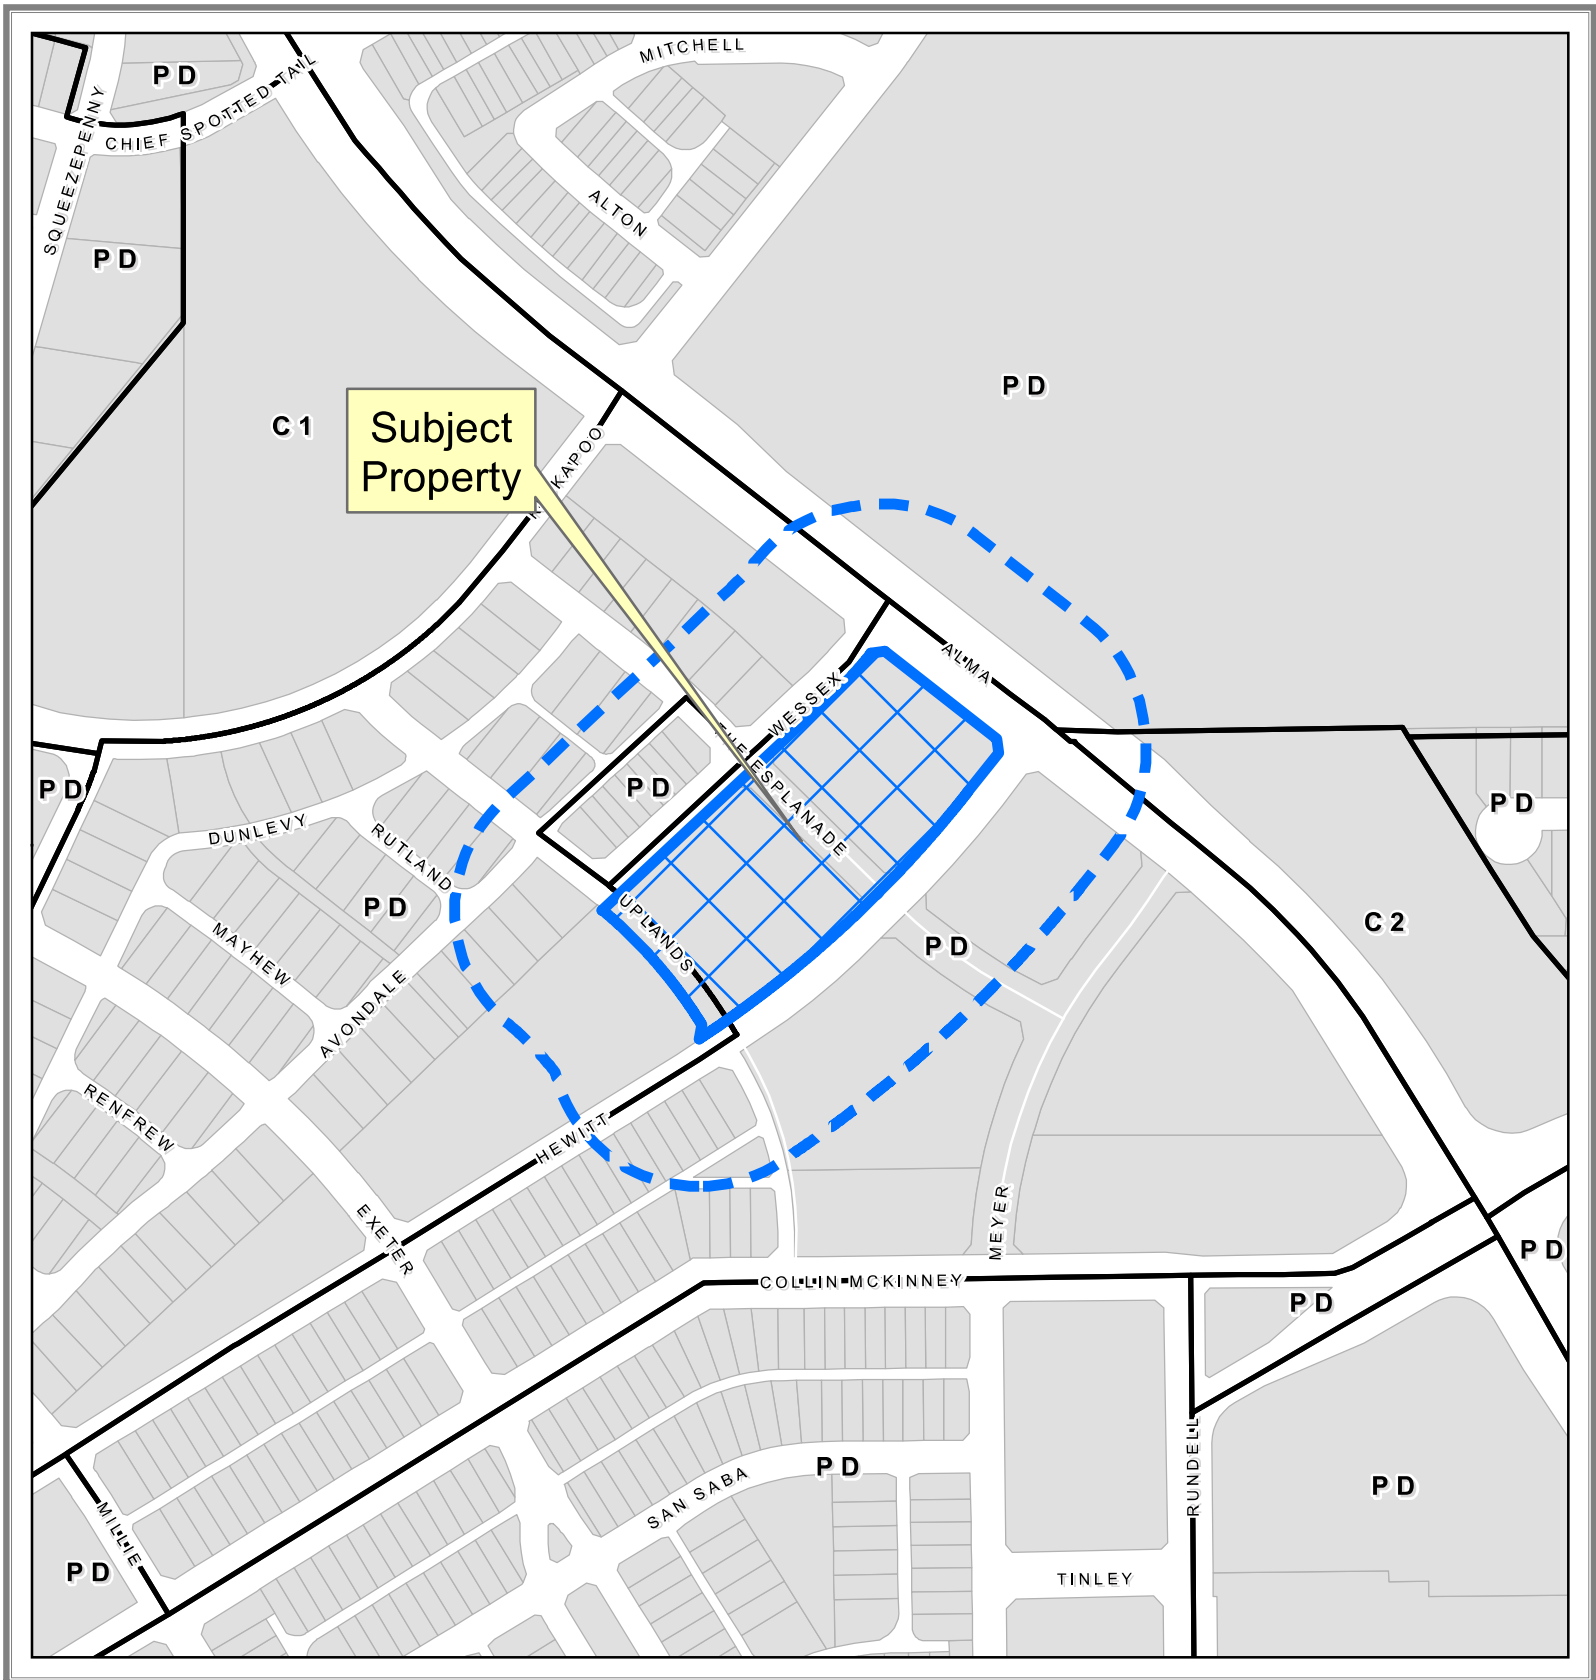 MITCHELL
PD
CHIEF SPOTTED TAIL
SQUEEZEPENNY
ALTON
PD
PD
C1
Subject
Property
KAPOO
ALMA
WESSEX
THE ESPLANADE
PD
PD
PD
DUNLEVY
RUTLAND
PD
UPLANDS
C2
MAYHEW
PD
AVONDALE
RENFREW
HEWITT
EXETER
MEYER
PD
COLLIN MCKINNEY
PD
PD
RUNDELL
SAN SABA
PD
MILLIE
PD
TINLEY